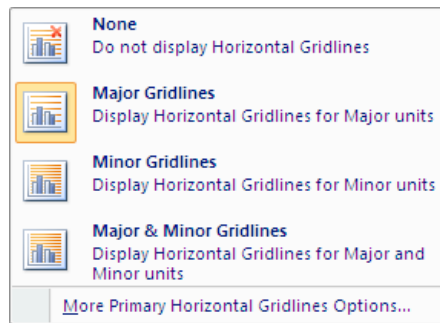 None
Do not display Horizontal Gridlines
Major Gridlines
Display Horizontal Gridlines for Major units
Minor Gridlines
Display Horizontal Gridlines for Minor units
Major & Minor Gridlines
Display Horizontal Gridlines for Major and
Minor units
More Primary Horizontal Gridlines Options...